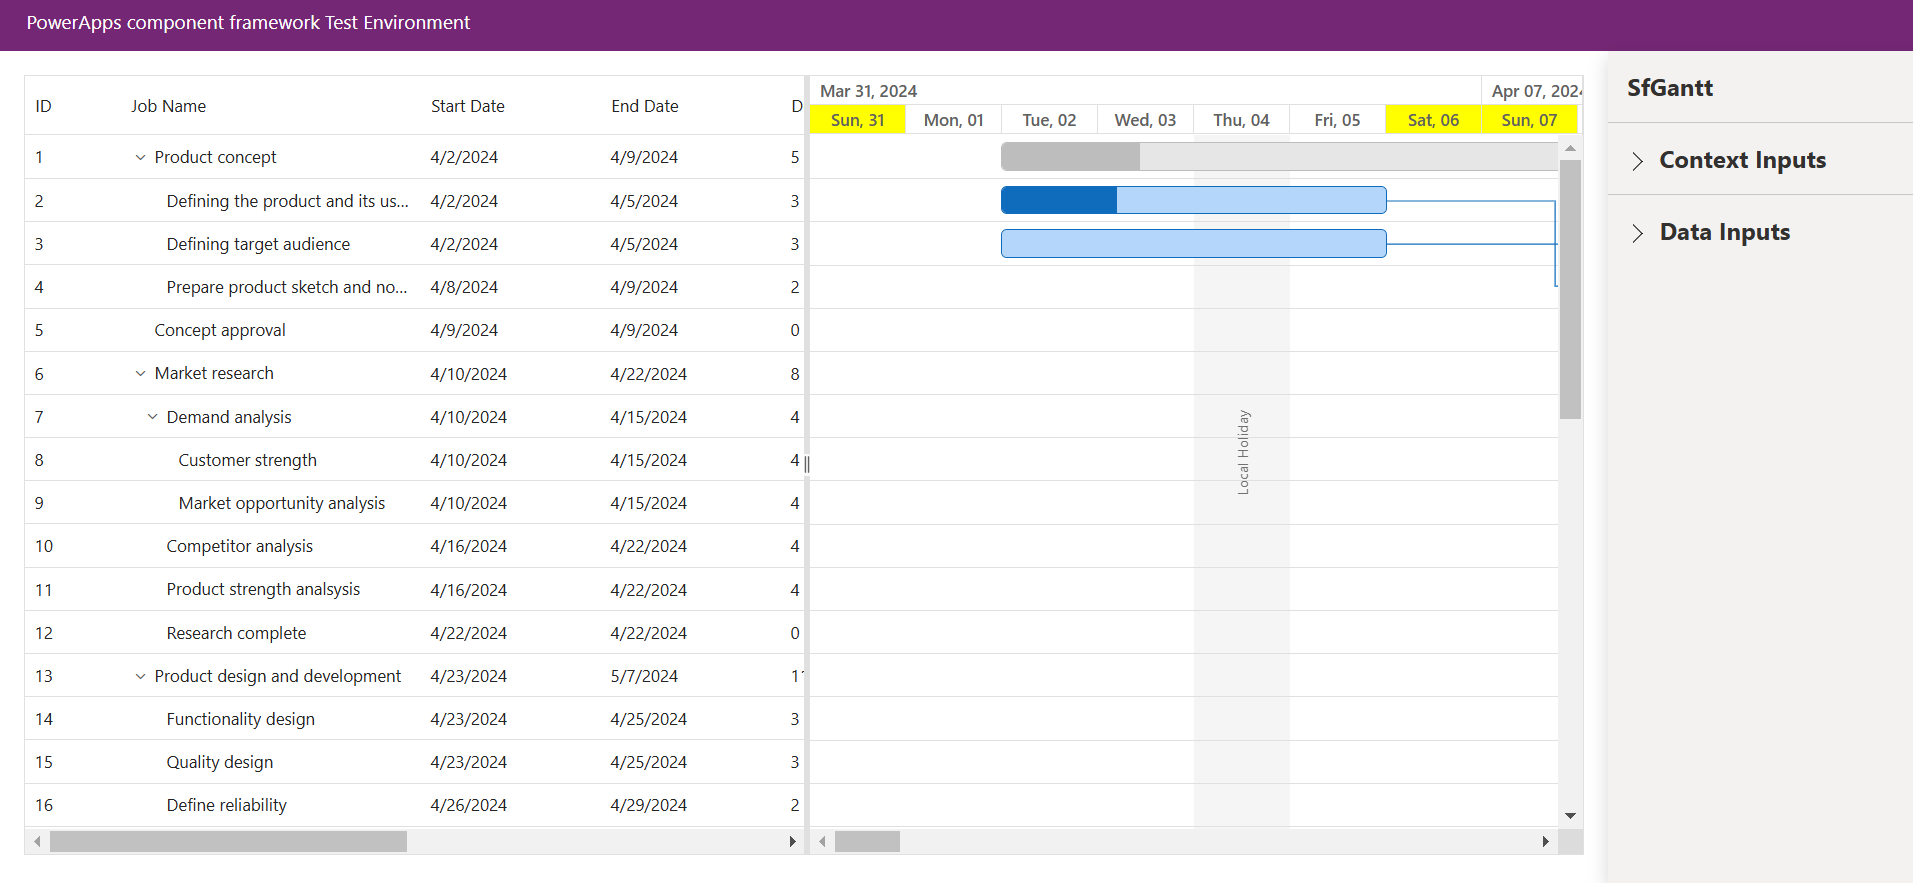 PowerApps component framework Test Environment
ID Job Name Start Date End Date D
Mar 31, 2024 Apr 07, 202
Sun, 31 Mon, 01 Tue, 02 Wed, 03 Thu, 04 Fri, 05 Sat, 06 Sun, 07
1 Product concept 4/2/2024 4/9/2024 5
2 Defining the product and its us... 4/2/2024 4/5/2024 3
3 Defining target audience 4/2/2024 4/5/2024 3
4 Prepare product sketch and no... 4/8/2024 4/9/2024 2
5 Concept approval 4/9/2024 4/9/2024 0
6 Market research 4/10/2024 4/22/2024 8
7 Demand analysis 4/10/2024 4/15/2024 4
8 Customer strength 4/10/2024 4/15/2024 4
9 Market opportunity analysis 4/10/2024 4/15/2024 4
10 Competitor analysis 4/16/2024 4/22/2024 4
11 Product strength analsysis 4/16/2024 4/22/2024 4
12 Research complete 4/22/2024 4/22/2024 0
13 Product design and development 4/23/2024 5/7/2024 11
14 Functionality design 4/23/2024 4/25/2024 3
15 Quality design 4/23/2024 4/25/2024 3
16 Define reliability 4/26/2024 4/29/2024 2
Local Holiday
SfGantt
Context Inputs
Data Inputs